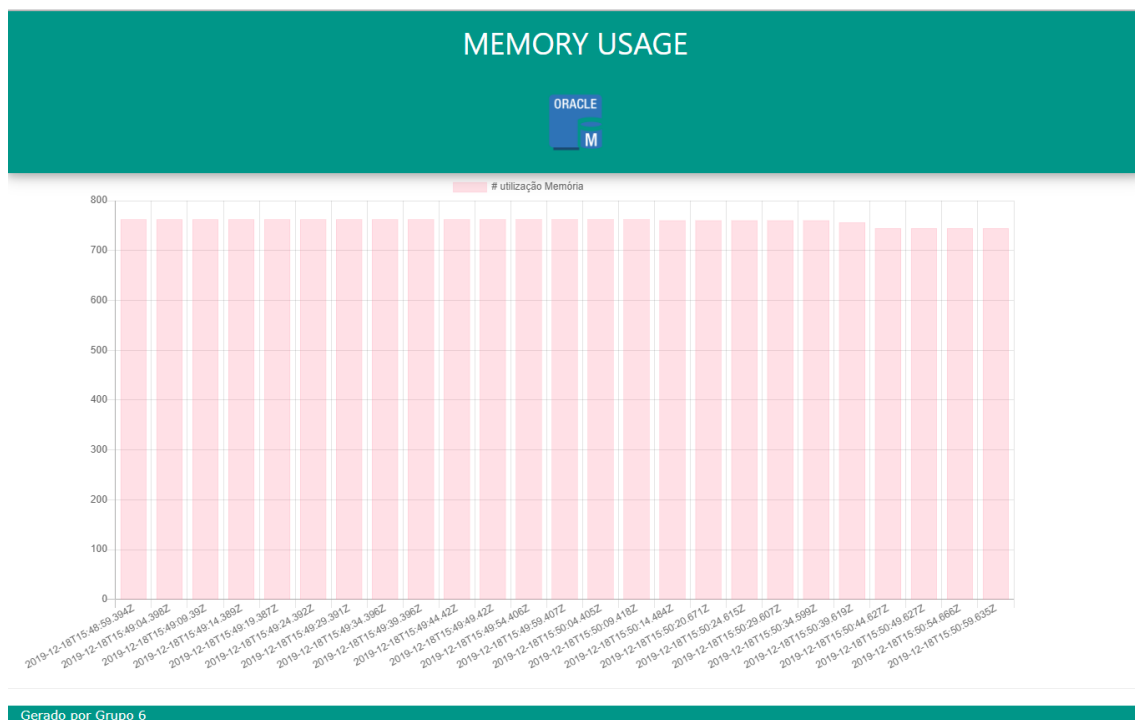 MEMORY USAGE
ORACLE
M
# utilização Memória
800
700
600
500
400
300
200
100
0
2019-12-18T15:48:59.394Z
2019-12-18T15:49:04.398Z
2019-12-18T15:49:09.39Z
2019-12-18T15:49:14.389Z
2019-12-18T15:49:19.387Z
2019-12-18T15:49:24.392Z
2019-12-18T15:49:29.391Z
2019-12-18T15:49:34.396Z
2019-12-18T15:49:39.396Z
2019-12-18T15:49:44.42Z
2019-12-18T15:49:49.42Z
2019-12-18T15:49:54.406Z
2019-12-18T15:49:59.407Z
2019-12-18T15:50:04.405Z
2019-12-18T15:50:09.418Z
2019-12-18T15:50:14.484Z
2019-12-18T15:50:20.671Z
2019-12-18T15:50:24.615Z
2019-12-18T15:50:29.607Z
2019-12-18T15:50:34.599Z
2019-12-18T15:50:39.619Z
2019-12-18T15:50:44.627Z
2019-12-18T15:50:49.627Z
2019-12-18T15:50:54.666Z
2019-12-18T15:50:59.635Z
Gerado por Grupo 6